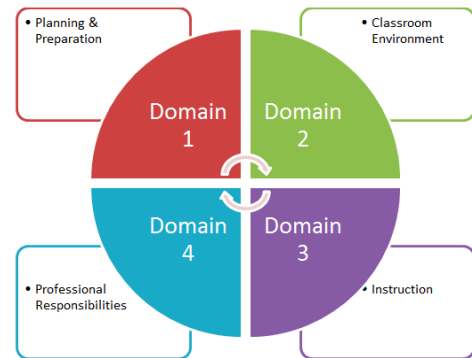 • Planning &
Preparation
• Classroom
Environment
Domain
1
Domain
2
Domain
4
Domain
3
• Professional
Responsibilities
• Instruction